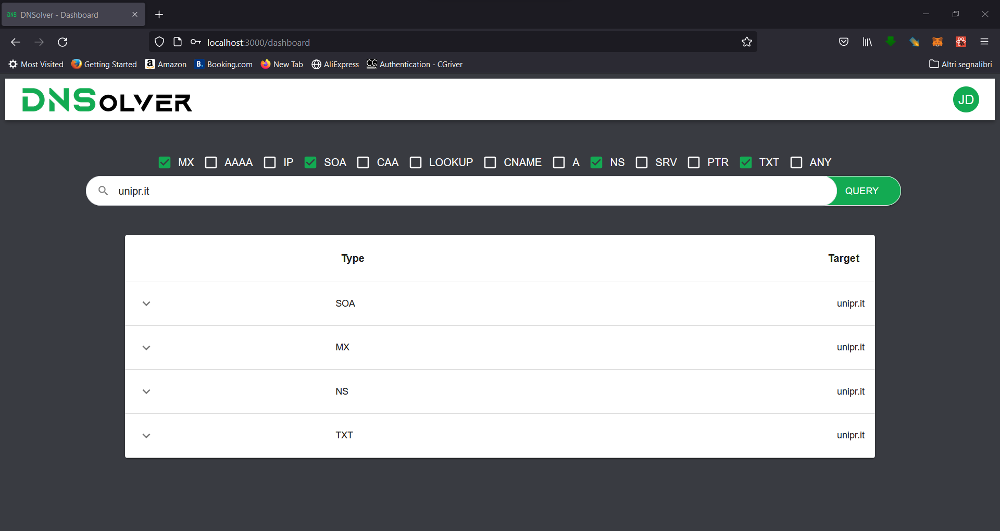 DNS DNSolver - Dashboard
localhost:3000/dashboard
Most Visited Getting Started a Amazon B. Booking.com New Tab AliExpress CG Authentication - CGriver Altri segnalibri
DNSOLVER JD
MX AAAA IP SOA CAA LOOKUP CNAME A NS SRV PTR TXT ANY
unipr.it QUERY
Type Target
SOA unipr.it
MX unipr.it
NS unipr.it
TXT unipr.it